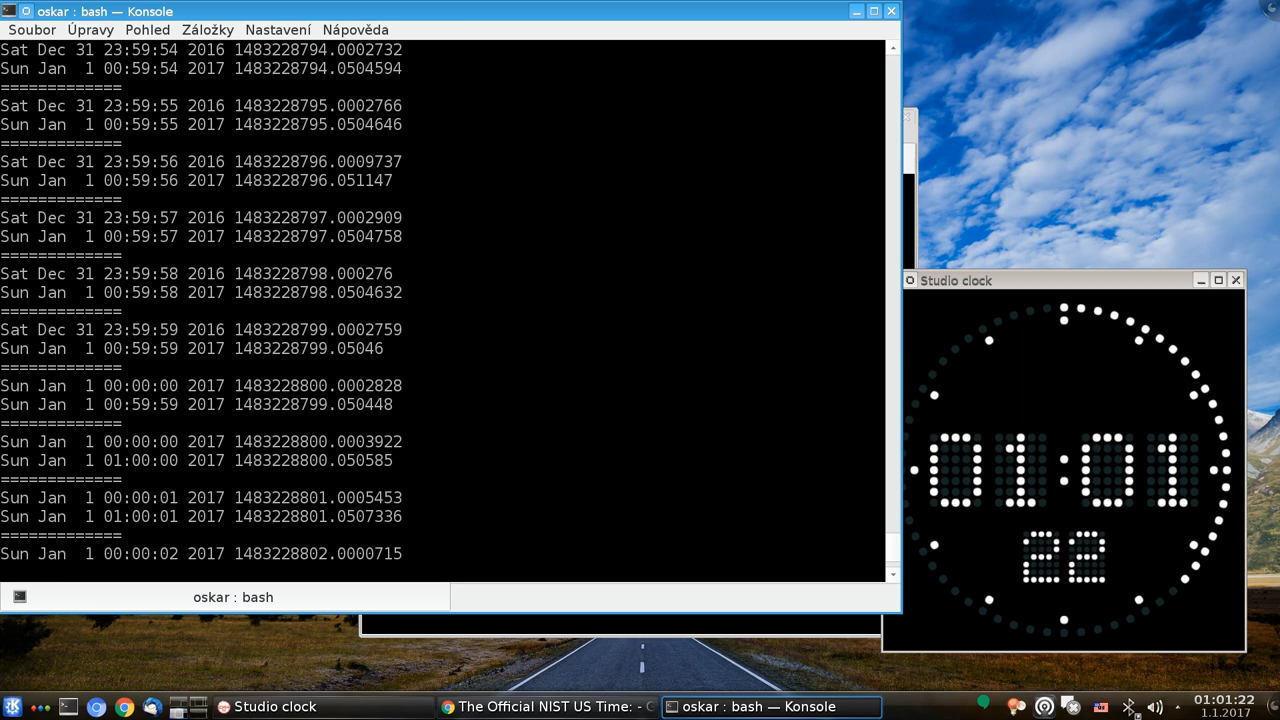 oskar : bash — Konsole
Soubor Úpravy Pohled Záložky Nastavení Nápověda
Sat Dec 31 23:59:54 2016 1483228794.0002732
Sun Jan  1 00:59:54 2017 1483228794.0504594
=============
Sat Dec 31 23:59:55 2016 1483228795.0002766
Sun Jan  1 00:59:55 2017 1483228795.0504646
=============
Sat Dec 31 23:59:56 2016 1483228796.0009737
Sun Jan  1 00:59:56 2017 1483228796.051147
=============
Sat Dec 31 23:59:57 2016 1483228797.0002909
Sun Jan  1 00:59:57 2017 1483228797.0504758
=============
Sat Dec 31 23:59:58 2016 1483228798.000276
Sun Jan  1 00:59:58 2017 1483228798.0504632
=============
Sat Dec 31 23:59:59 2016 1483228799.0002759
Sun Jan  1 00:59:59 2017 1483228799.05046
=============
Sun Jan  1 00:00:00 2017 1483228800.0002828
Sun Jan  1 00:59:59 2017 1483228799.050448
=============
Sun Jan  1 00:00:00 2017 1483228800.0003922
Sun Jan  1 01:00:00 2017 1483228800.050585
=============
Sun Jan  1 00:00:01 2017 1483228801.0005453
Sun Jan  1 01:00:01 2017 1483228801.0507336
=============
Sun Jan  1 00:00:02 2017 1483228802.0000715
oskar : bash
Studio clock
01:01
22
Studio clock
The Official NIST US Time: - C
oskar : bash — Konsole
01:01:22
1.1.2017